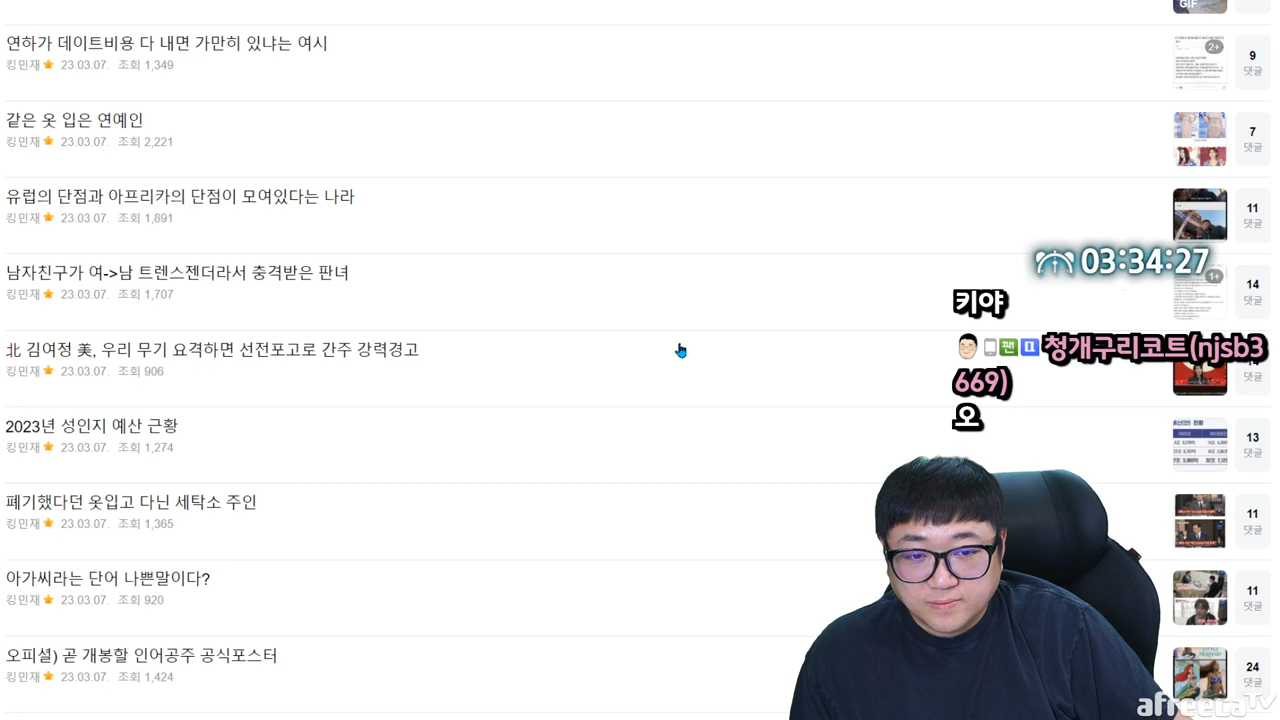 GIF
연하가 데이트비용 다 내면 가만히 있냐는 여시
킹민재 23.03.07. 조회 1,349
2+
9
댓글
같은 옷 입은 연예인
킹민재 23.03.07. 조회 2,221
7
댓글
유럽의 단점과 아프리카의 단점이 모여있다는 나라
킹민재 23.03.07. 조회 1,891
11
댓글
03:34:27
남자친구가 여->남 트렌스젠더라서 충격받은 판녀
킹민재 23.03.07. 조회 1,707
1+
14
댓글
키야
北 김여정 美, 우리 무기 요격하면 선전포고로 간주 강력경고
킹민재 23.03.07. 조회 906
팬
청개구리코트(njsb3
669)
오
2023년 성인지 예산 근황
킹민재 23.03.07. 조회 1,274
13
댓글
폐기했다던 옷입고 다닌 세탁소 주인
킹민재 23.03.07. 조회 1,365
11
댓글
아가씨라는 단어 나쁜말이다?
킹민재 23.03.07. 조회 920
11
댓글
오피셜) 곧 개봉할 인어공주 공식포스터
킹민재 23.03.07. 조회 1,424
24
댓글
afreecaTV